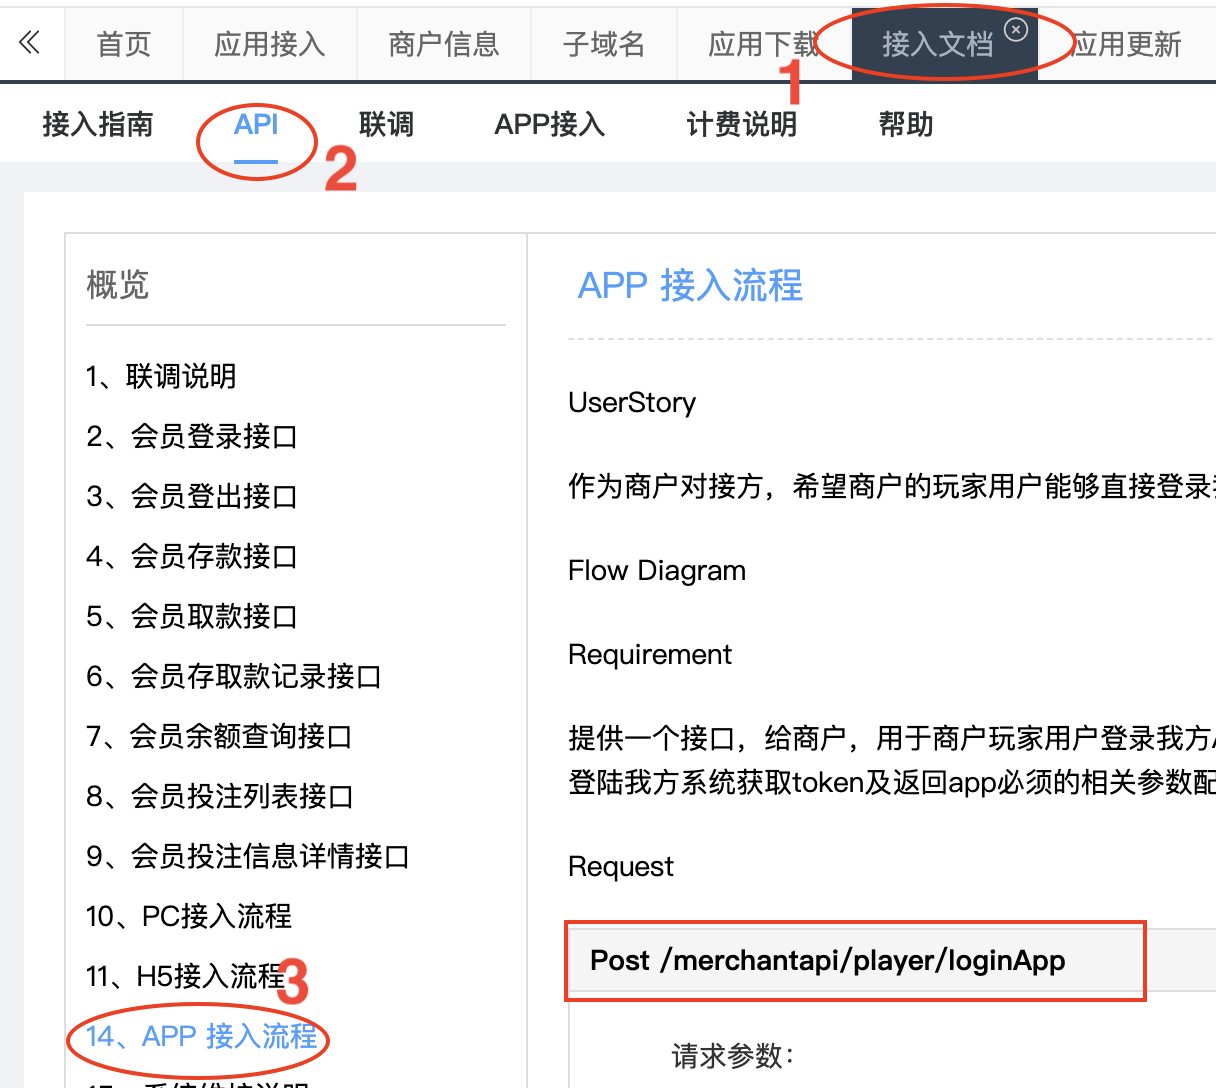 首页 应用接入 商户信息 子域名 应用下载 接入文档 应用更新
1
接入指南 API 联调 APP接入 计费说明 帮助
2
概览
1、联调说明
2、会员登录接口
3、会员登出接口
4、会员存款接口
5、会员取款接口
6、会员存取款记录接口
7、会员余额查询接口
8、会员投注列表接口
9、会员投注信息详情接口
10、PC接入流程
11、H5接入流程
3
14、APP 接入流程
APP 接入流程
UserStory
作为商户对接方，希望商户的玩家用户能够直接登录
Flow Diagram
Requirement
提供一个接口，给商户，用于商户玩家用户登录我方
登陆我方系统获取token及返回app必须的相关参数配
Request
Post /merchantapi/player/loginApp
请求参数：